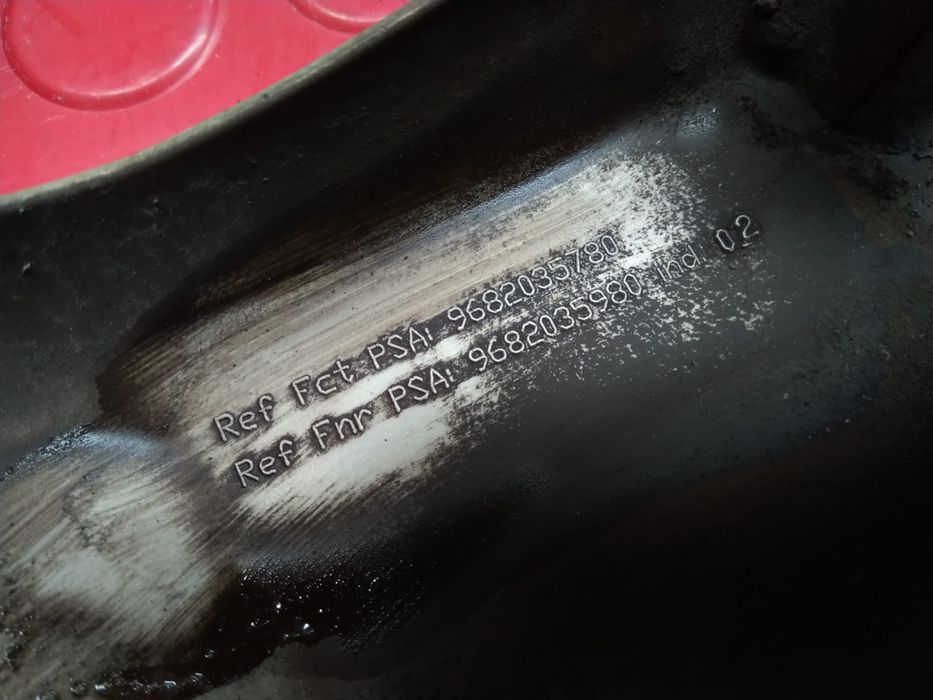 Ref Fct PSA: 9682035780
Ref Fnr PSA: 9682035980 Ind 02